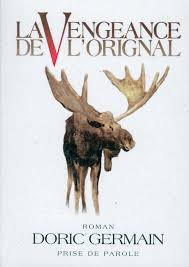 LA VENGEANCE
DE L'ORIGNAL
ROMAN
DORIC GERMAIN
PRISE DE PAROLE